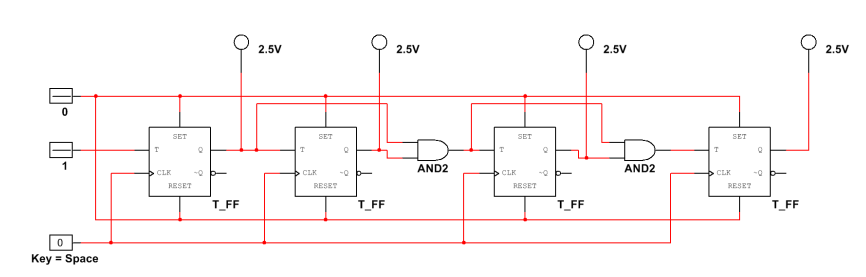 2.5V 2.5V 2.5V 2.5V
0
SET SET SET SET
1
T Q T Q T Q T Q
AND2 AND2
CLK ~Q CLK ~Q CLK ~Q CLK ~Q
RESET RESET RESET RESET
T_FF T_FF T_FF T_FF
0
Key = Space